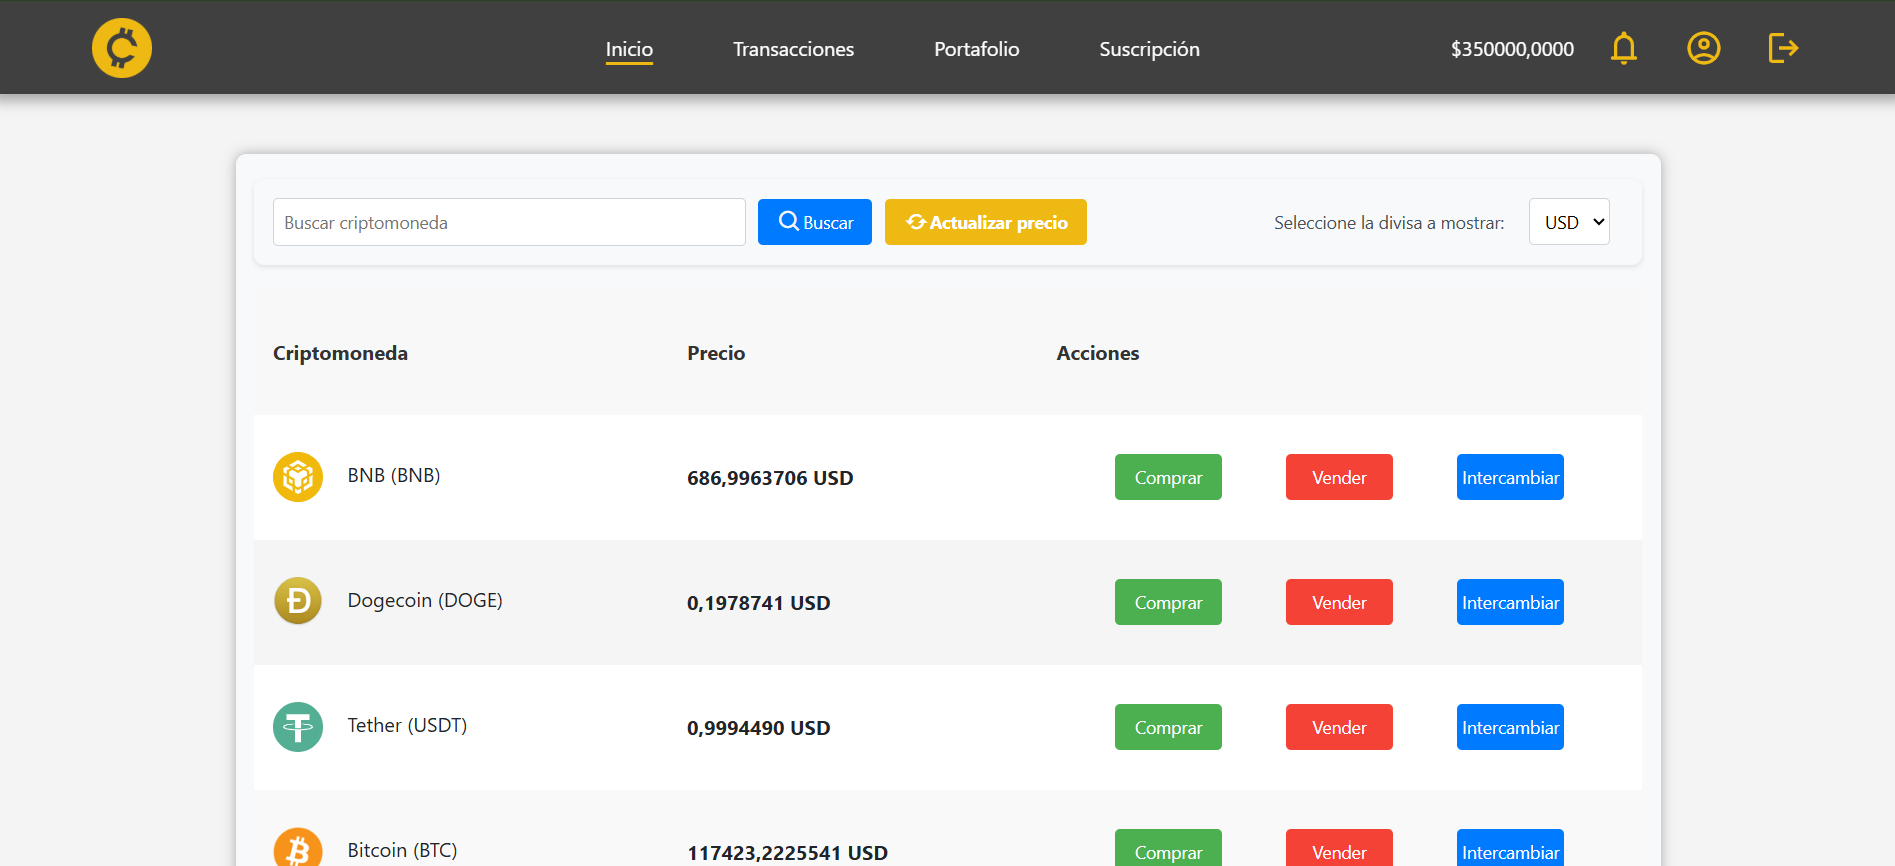 Inicio Transacciones Portafolio Suscripción $350000,0000
Buscar criptomoneda Buscar Actualizar precio Seleccione la divisa a mostrar: USD
Criptomoneda Precio Acciones
BNB (BNB) 686,9963706 USD Comprar Vender Intercambiar
Dogecoin (DOGE) 0,1978741 USD Comprar Vender Intercambiar
Tether (USDT) 0,9994490 USD Comprar Vender Intercambiar
Bitcoin (BTC) 117423,2225541 USD Comprar Vender Intercambiar